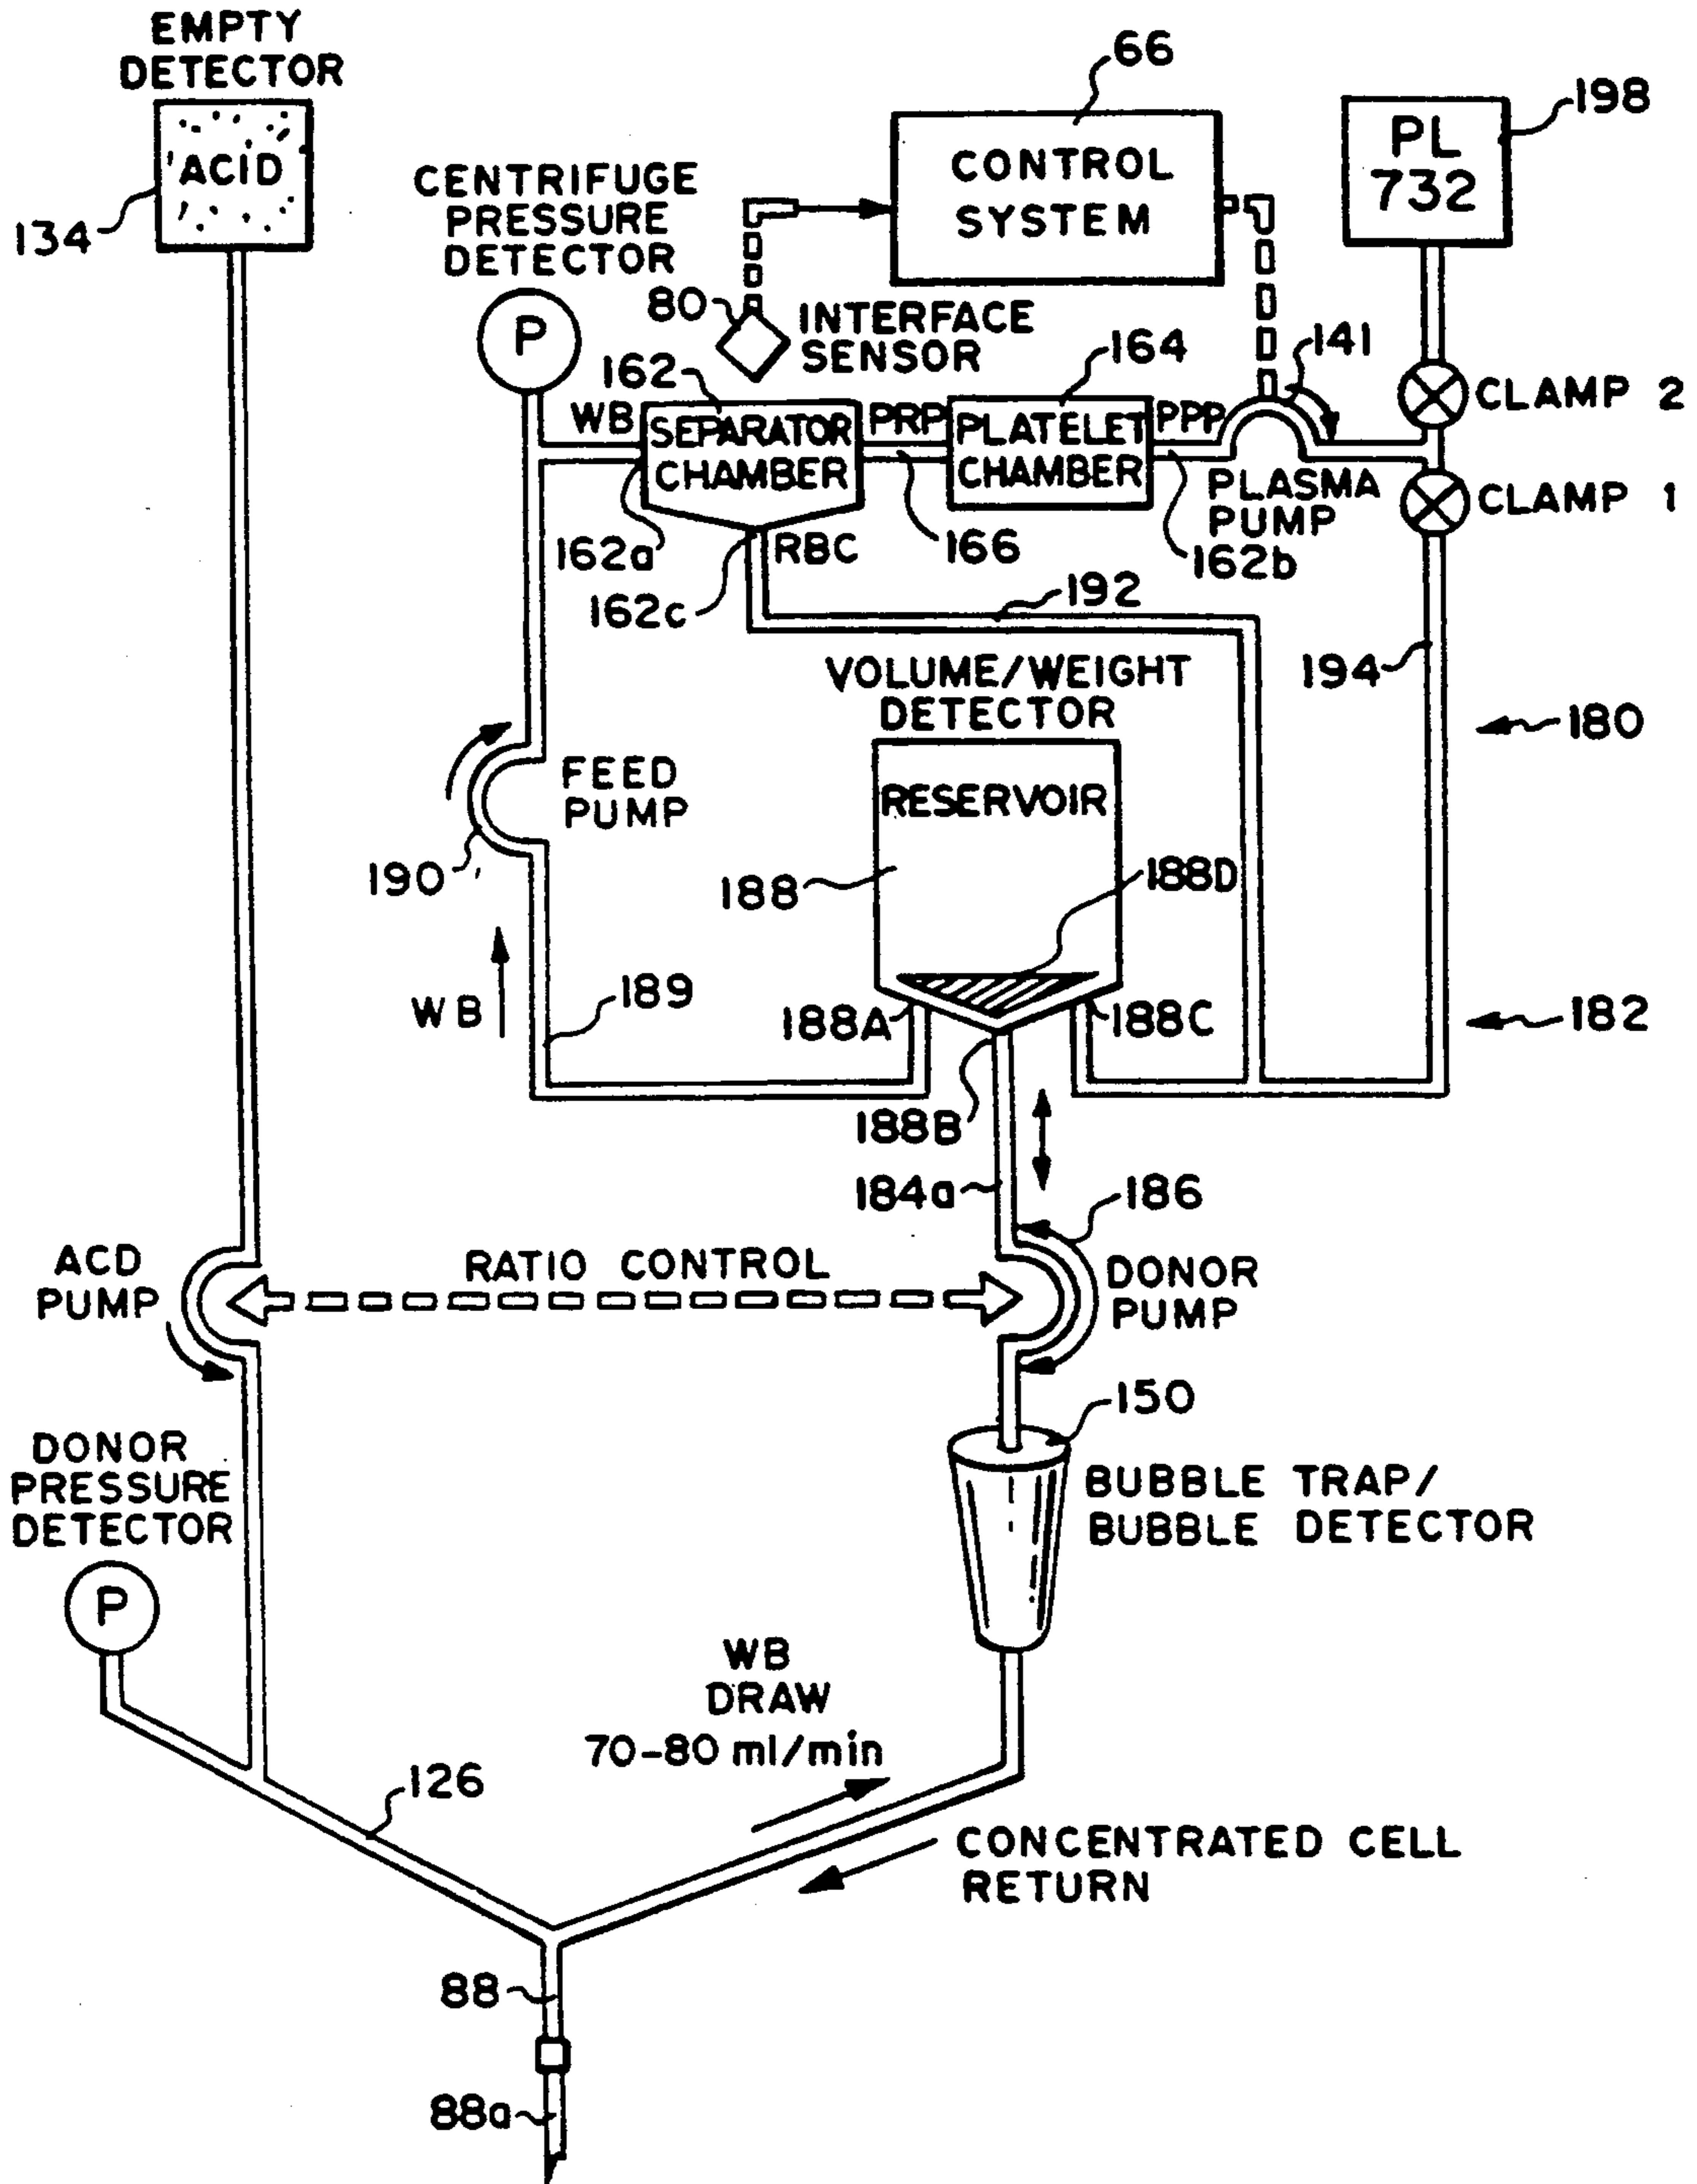 EMPTY
DETECTOR
ACID
134
CENTRIFUGE
PRESSURE
DETECTOR
P
66
CONTROL
SYSTEM
PL
732
198
80
INTERFACE
SENSOR
162
164
141
CLAMP 2
WB
SEPARATOR
CHAMBER
PRP
PLATELET
CHAMBER
PPP
PLASMA
PUMP
CLAMP 1
162a
RBC
166
162b
162c
192
194
VOLUME/WEIGHT
DETECTOR
180
FEED
PUMP
RESERVOIR
190
188
188D
WB
189
188A
188C
182
188B
184a
186
ACD
PUMP
RATIO CONTROL
DONOR
PUMP
150
DONOR
PRESSURE
DETECTOR
BUBBLE TRAP/
BUBBLE DETECTOR
P
WB
DRAW
70-80 ml/min
126
CONCENTRATED CELL
RETURN
88
88a